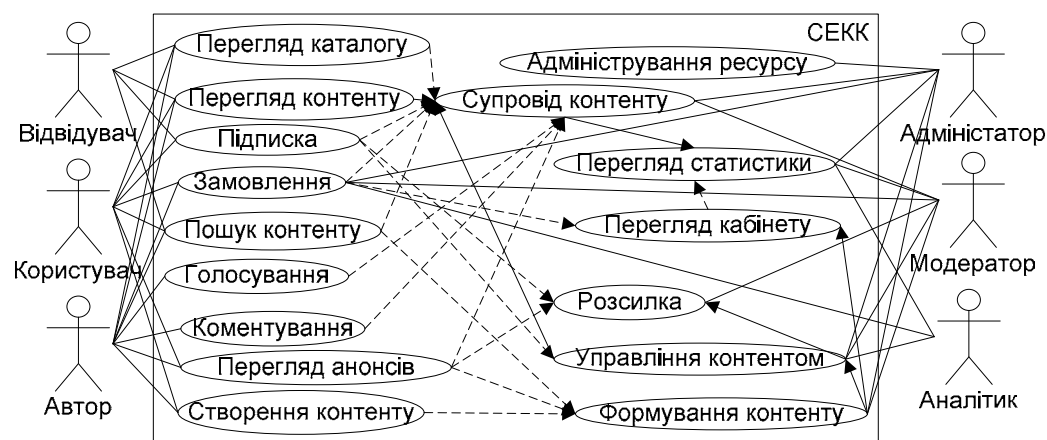 СЕКК
Перегляд каталогу
Адміністрування ресурсу
Перегляд контенту
Супровід контенту
Відвідувач
Адміністатор
Підписка
Перегляд статистики
Замовлення
Пошук контенту
Перегляд кабінету
Користувач
Модератор
Голосування
Розсилка
Коментування
Перегляд анонсів
Управління контентом
Автор
Аналітик
Створення контенту
Формування контенту